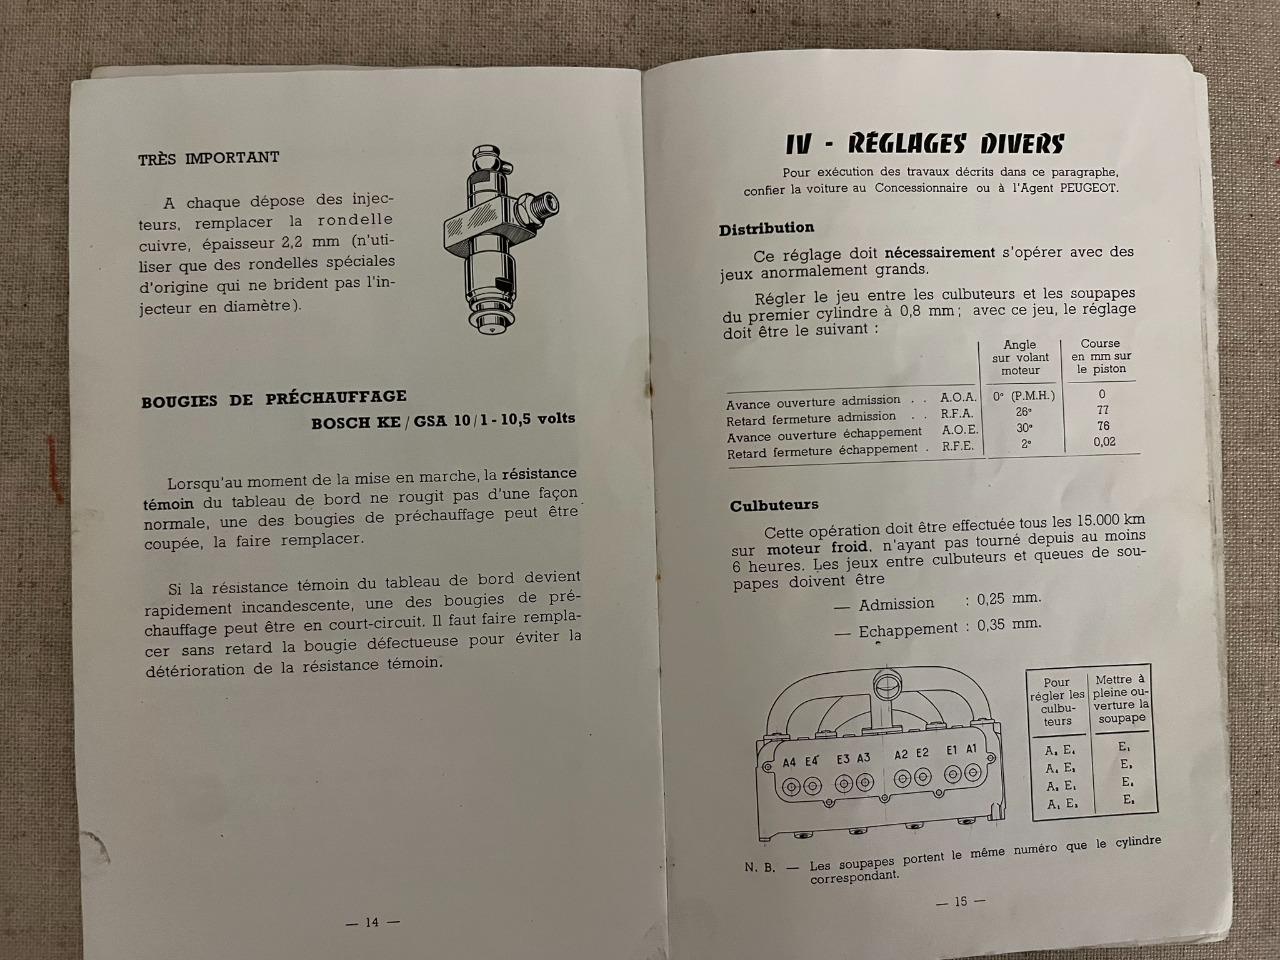 TRÈS IMPORTANT
A chaque dépose des injec-
teurs, remplacer la rondelle
cuivre, épaisseur 2,2 mm (n'uti-
liser que des rondelles spéciales
d'origine qui ne brident pas l'in-
jecteur en diamètre).
BOUGIES DE PRÉCHAUFFAGE
BOSCH KE / GSA 10/1 - 10,5 volts
Lorsqu'au moment de la mise en marche, la résistance
témoin du tableau de bord ne rougit pas d'une façon
normale, une des bougies de préchauffage peut être
coupée, la faire remplacer.
Si la résistance témoin du tableau de bord devient
rapidement incandescente, une des bougies de pré-
chauffage peut être en court-circuit. Il faut faire rempla-
cer sans retard la bougie défectueuse pour éviter la
détérioration de la résistance témoin.
— 14 —
IV - RÉGLAGES DIVERS
Pour exécution des travaux décrits dans ce paragraphe,
confier la voiture au Concessionnaire ou à l'Agent PEUGEOT.
Distribution
Ce réglage doit nécessairement s'opérer avec des
jeux anormalement grands.
Régler le jeu entre les culbuteurs et les soupapes
du premier cylindre à 0,8 mm ; avec ce jeu, le réglage
doit être le suivant :
Angle
sur volant
moteur
Course
en mm sur
le piston
Avance ouverture admission . . A.O.A. 0° (P.M.H.) 0
Retard fermeture admission . . R.F.A. 26° 77
Avance ouverture échappement A.O.E. 30° 76
Retard fermeture échappement . R.F.E. 2° 0,02
Culbuteurs
Cette opération doit être effectuée tous les 15.000 km
sur moteur froid, n'ayant pas tourné depuis au moins
6 heures. Les jeux entre culbuteurs et queues de sou-
papes doivent être
— Admission : 0,25 mm.
— Echappement : 0,35 mm.
A4 E4 E3 A3 A2 E2 E1 A1
Pour
régler les
culbu-
teurs
Mettre à
pleine ou-
verture la
soupape
N. B. — Les soupapes portent le même numéro que le cylindre
correspondant.
— 15 —